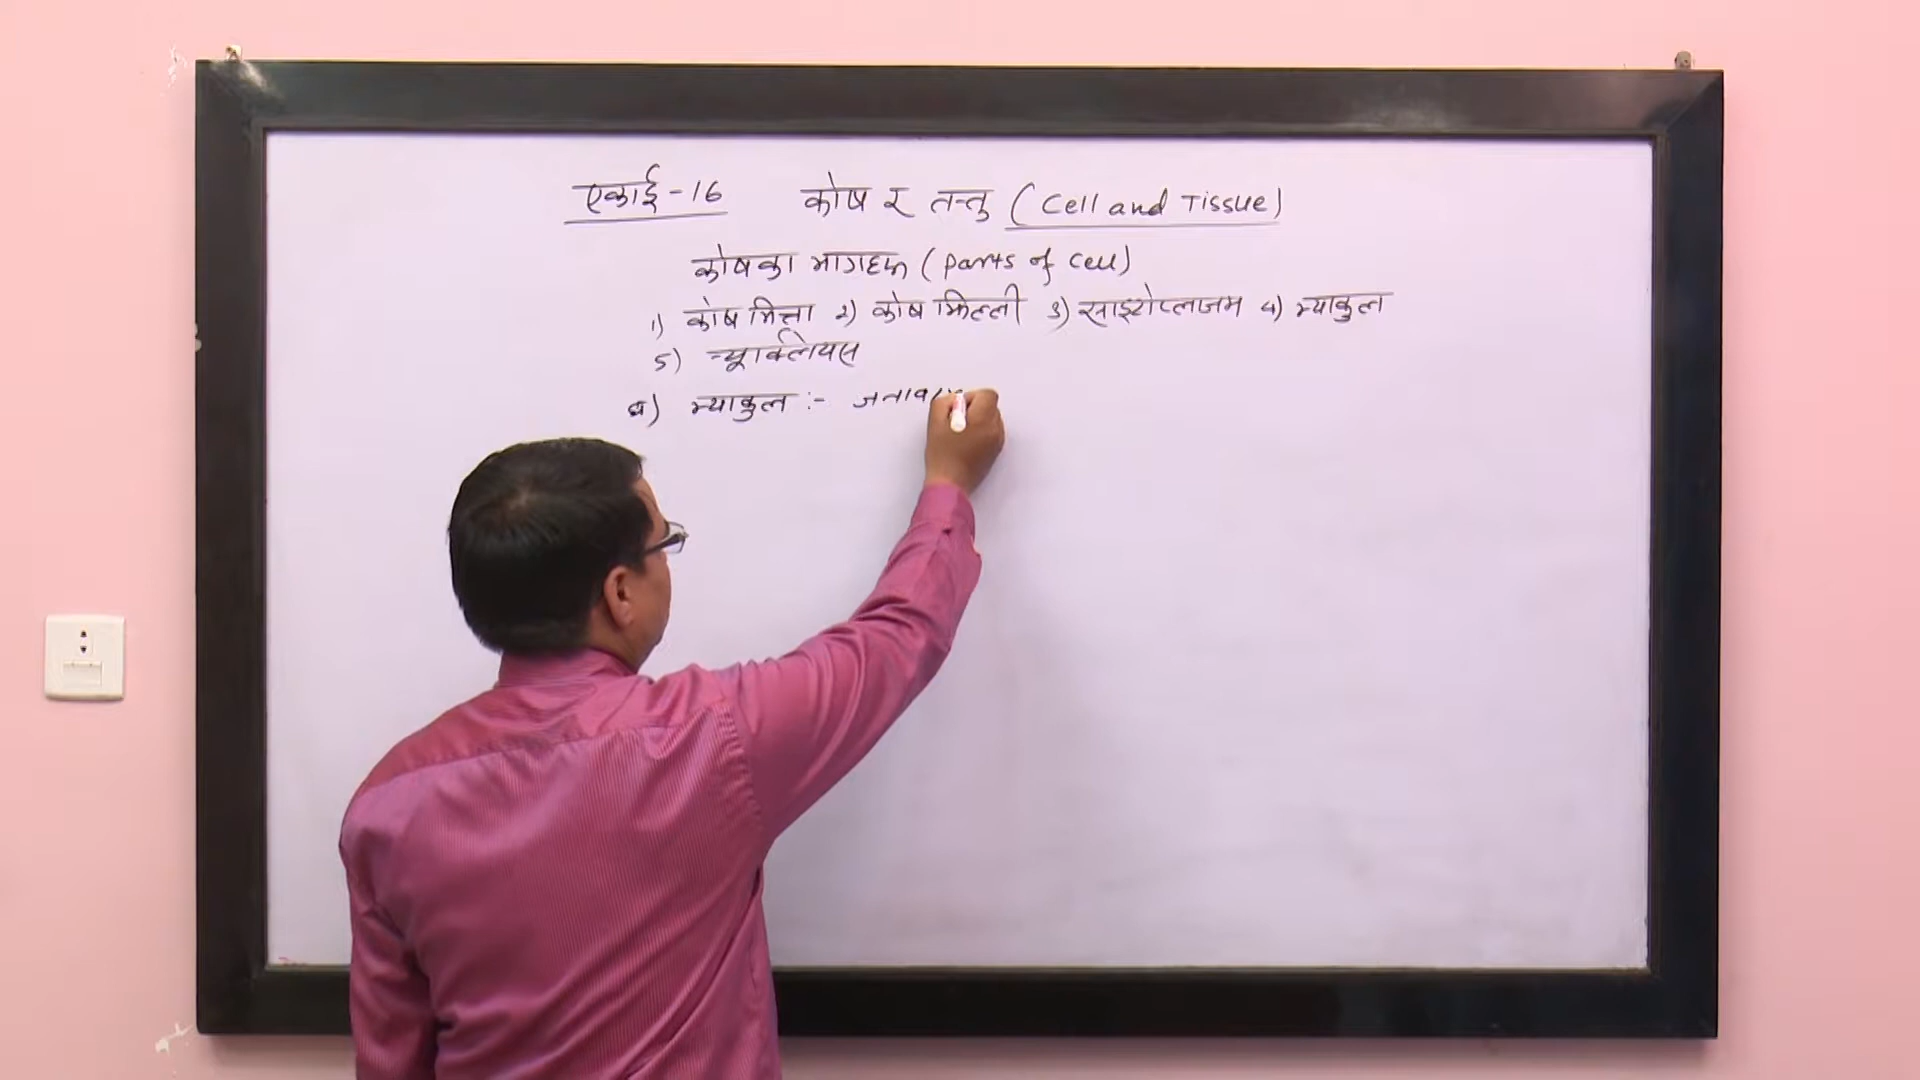 एकाई-16 कोष र तन्तु (Cell and Tissue)
कोषका भागहरू (Parts of Cell)
1) कोष भित्ता 2) कोष झिल्ली 3) साइटोप्लाजम 4) भ्याकुल
5) न्यूक्लियस
भ्याकुल :-